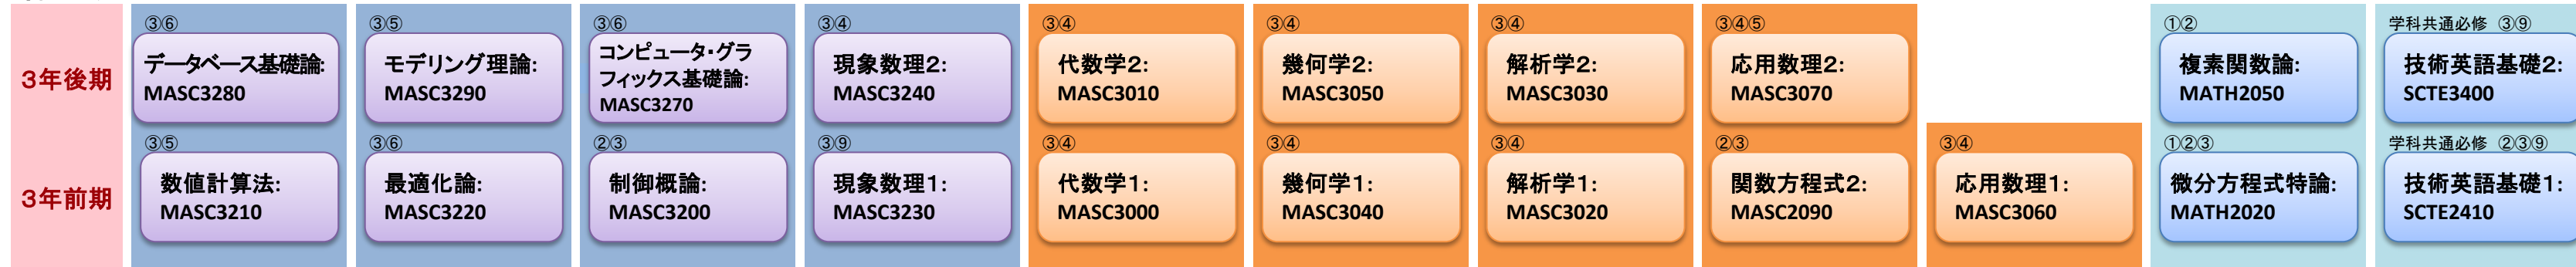 3年後期
③⑥
データベース基礎論:
MASC3280
③⑤
モデリング理論:
MASC3290
③⑥
コンピュータ・グラ
フィックス基礎論:
MASC3270
③④
現象数理2:
MASC3240
③④
代数学2:
MASC3010
③④
幾何学2:
MASC3050
③④
解析学2:
MASC3030
③④⑤
応用数理2:
MASC3070
①②
複素関数論:
MATH2050
学科共通必修 ③⑨
技術英語基礎2:
SCTE3400
3年前期
③⑤
数値計算法:
MASC3210
③⑥
最適化論:
MASC3220
②③
制御概論:
MASC3200
③⑨
現象数理1:
MASC3230
③④
代数学1:
MASC3000
③④
幾何学1:
MASC3040
③④
解析学1:
MASC3020
②③
関数方程式2:
MASC2090
③④
応用数理1:
MASC3060
①②③
微分方程式特論:
MATH2020
学科共通必修 ②③⑨
技術英語基礎1:
SCTE2410